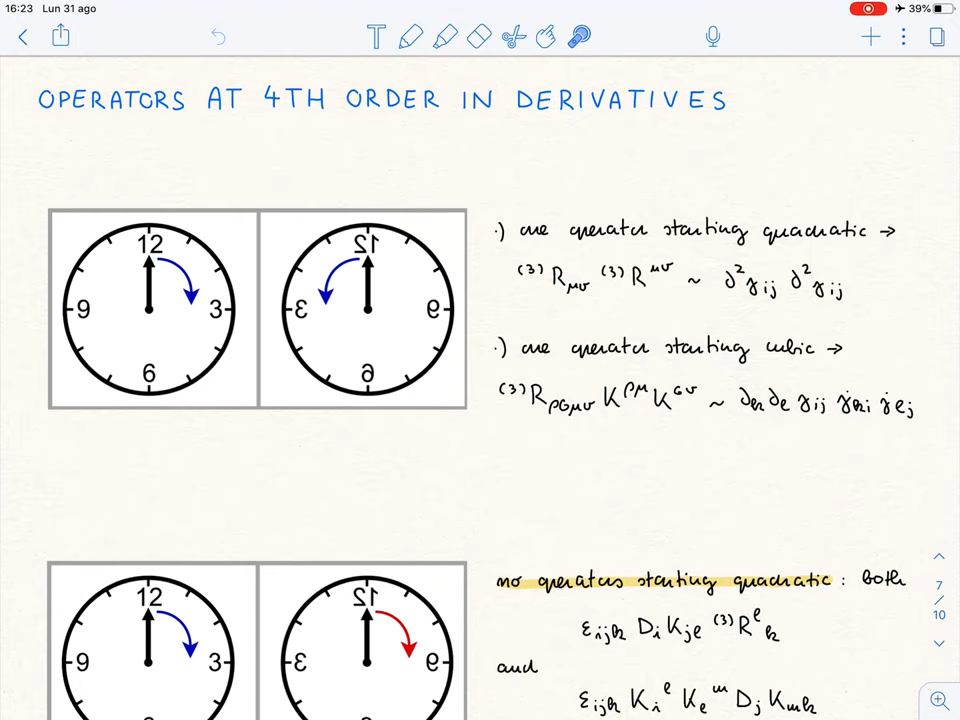 16:23 Lun 31 ago
39%
OPERATORS AT 4TH ORDER IN DERIVATIVES
12
3
6
9
12
3
6
9
·) one operator starting quadratic →
⁽³⁾R_μν ⁽³⁾R^μν ~ ∂²γ_ij ∂²γ_ij
·) one operator starting cubic →
⁽³⁾R_ρσμν K^ρμ K^σν ~ ∂_k∂_l γ_ij γ̇_ki γ̇_lj
12
3
9
12
3
9
no operators starting quadratic : both
ε_ijk D_i K_jl ⁽³⁾R^l_k
and
ε_ijk K_i^l K_l^m D_j K_mk
7
/
10